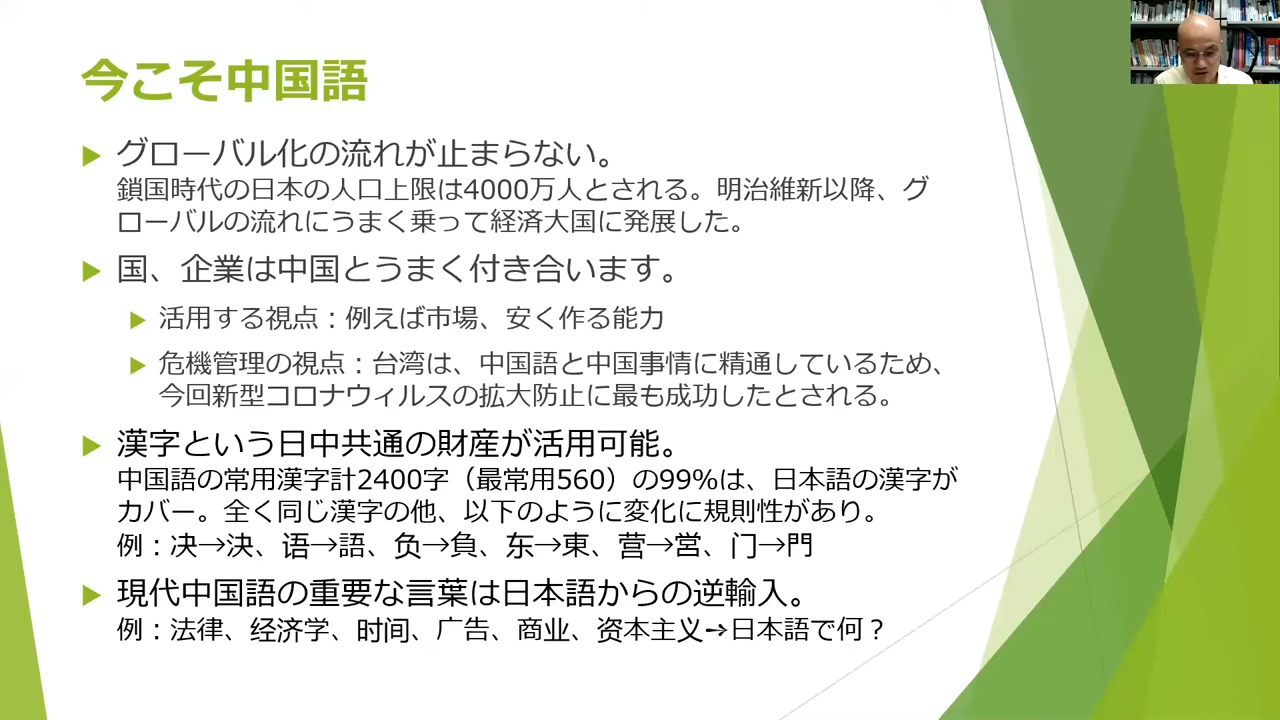 今こそ中国語
グローバル化の流れが止まらない。
鎖国時代の日本の人口上限は4000万人とされる。明治維新以降、グ
ローバルの流れにうまく乗って経済大国に発展した。
国、企業は中国とうまく付き合います。
活用する視点：例えば市場、安く作る能力
危機管理の視点：台湾は、中国語と中国事情に精通しているため、
今回新型コロナウィルスの拡大防止に最も成功したとされる。
漢字という日中共通の財産が活用可能。
中国語の常用漢字計2400字（最常用560）の99%は、日本語の漢字が
カバー。全く同じ漢字の他、以下のように変化に規則性があり。
例：决→決、语→語、负→負、东→東、营→営、门→門
現代中国語の重要な言葉は日本語からの逆輸入。
例：法律、经济学、时间、广告、商业、资本主义→日本語で何？